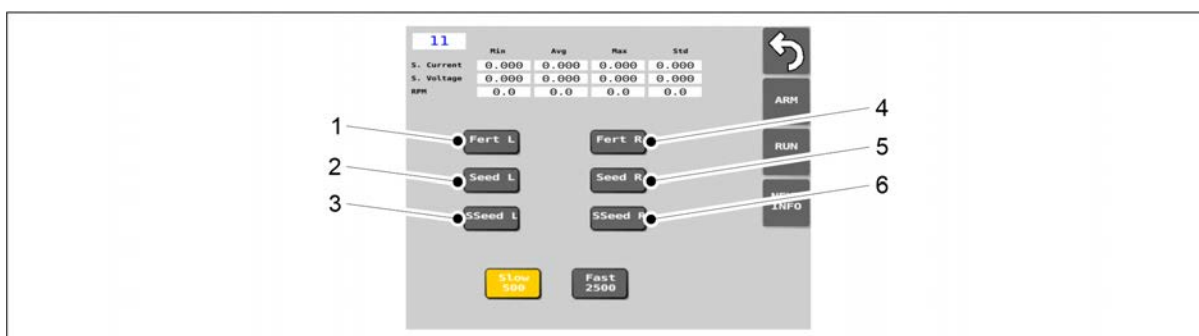 11
Min Avg Max Std
S. Current 0.000 0.000 0.000 0.000
S. Voltage 0.000 0.000 0.000 0.000
RPM 0.0 0.0 0.0 0.0
ARM
RUN
INFO
1 Fert L Fert R 4
2 Seed L Seed R 5
3 SSeed L SSeed R 6
Slow Fast
500 2500